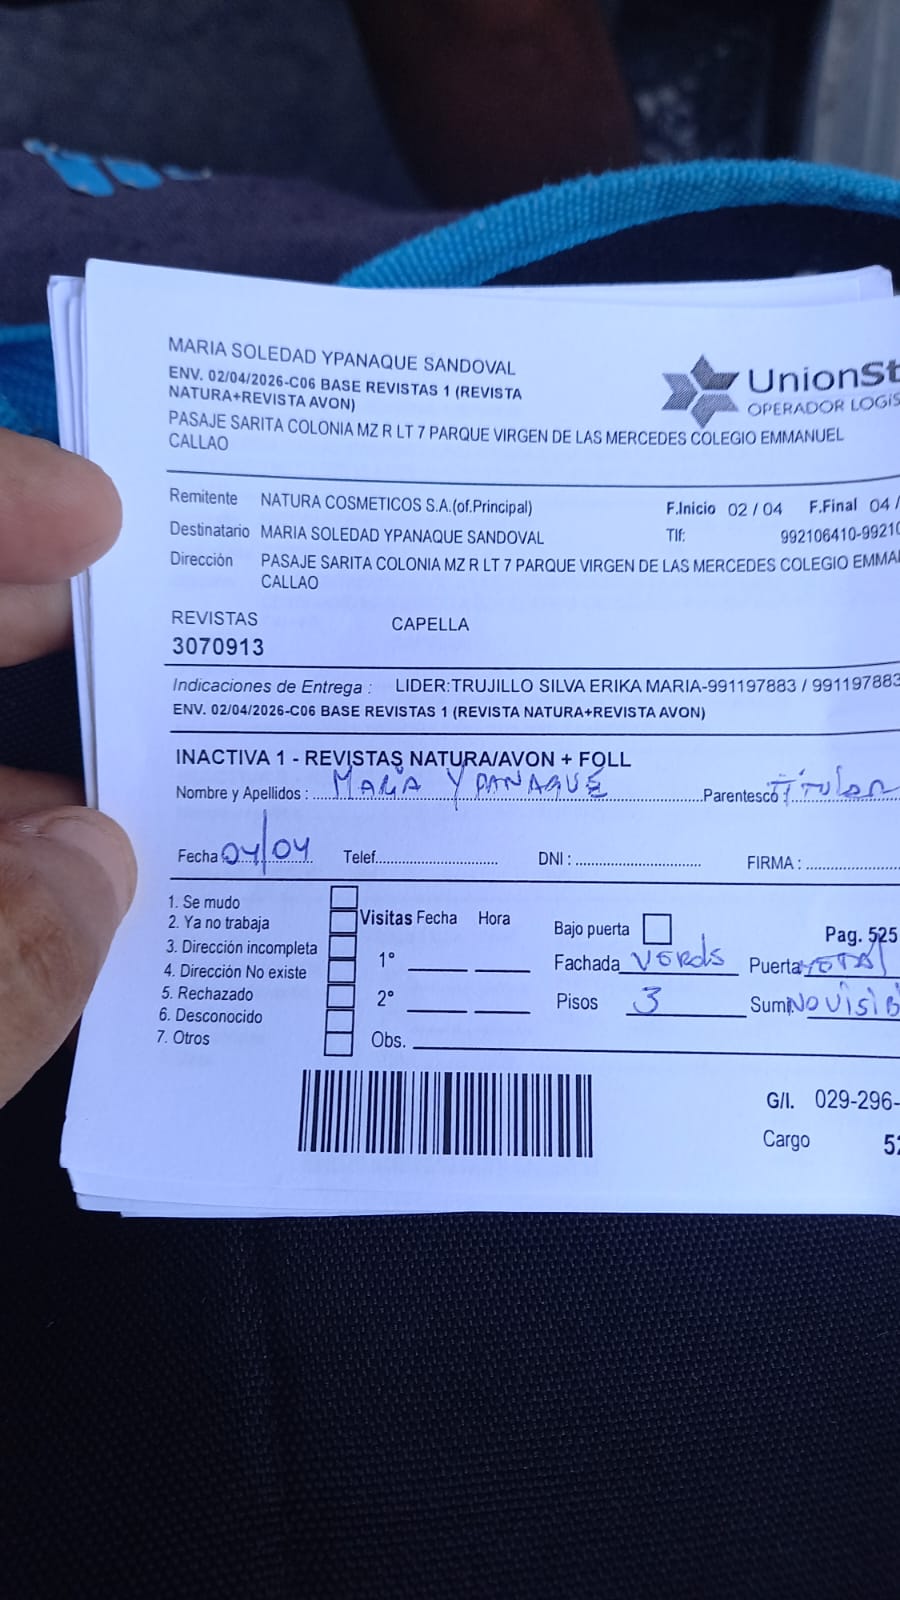 MARIA SOLEDAD YPANAQUE SANDOVAL
ENV. 02/04/2026-C06 BASE REVISTAS 1 (REVISTA
NATURA+REVISTA AVON)
PASAJE SARITA COLONIA MZ R LT 7 PARQUE VIRGEN DE LAS MERCEDES COLEGIO EMMANUEL
CALLAO
UnionSt
OPERADOR LOGÍS
Remitente NATURA COSMETICOS S.A.(of.Principal) F.Inicio 02 / 04 F.Final 04 /
Destinatario MARIA SOLEDAD YPANAQUE SANDOVAL Tlf: 992106410-99210
Dirección PASAJE SARITA COLONIA MZ R LT 7 PARQUE VIRGEN DE LAS MERCEDES COLEGIO EMMA
CALLAO
REVISTAS CAPELLA
3070913
Indicaciones de Entrega : LIDER:TRUJILLO SILVA ERIKA MARIA-991197883 / 991197883
ENV. 02/04/2026-C06 BASE REVISTAS 1 (REVISTA NATURA+REVISTA AVON)
INACTIVA 1 - REVISTAS NATURA/AVON + FOLL
Nombre y Apellidos : MARIA YPANAQUE Parentesco : Titular
Fecha 04/04 Telef. DNI : FIRMA :
1. Se mudo
2. Ya no trabaja
3. Dirección incompleta
4. Dirección No existe
5. Rechazado
6. Desconocido
7. Otros
Visitas Fecha Hora
1°
2°
Obs.
Bajo puerta Pag. 525
Fachada VERDS Puerta
Pisos 3 Sumi. NO VISIB
G/I. 029-296-
Cargo 52